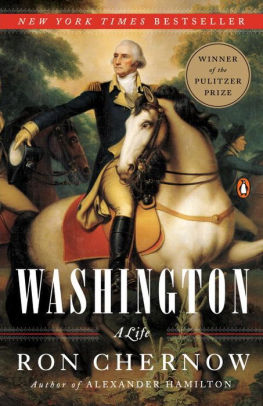 NEW YORK TIMES BESTSELLER
WINNER
of the
PULITZER
PRIZE
WASHINGTON
A Life
RON CHERNOW
Author of ALEXANDER HAMILTON